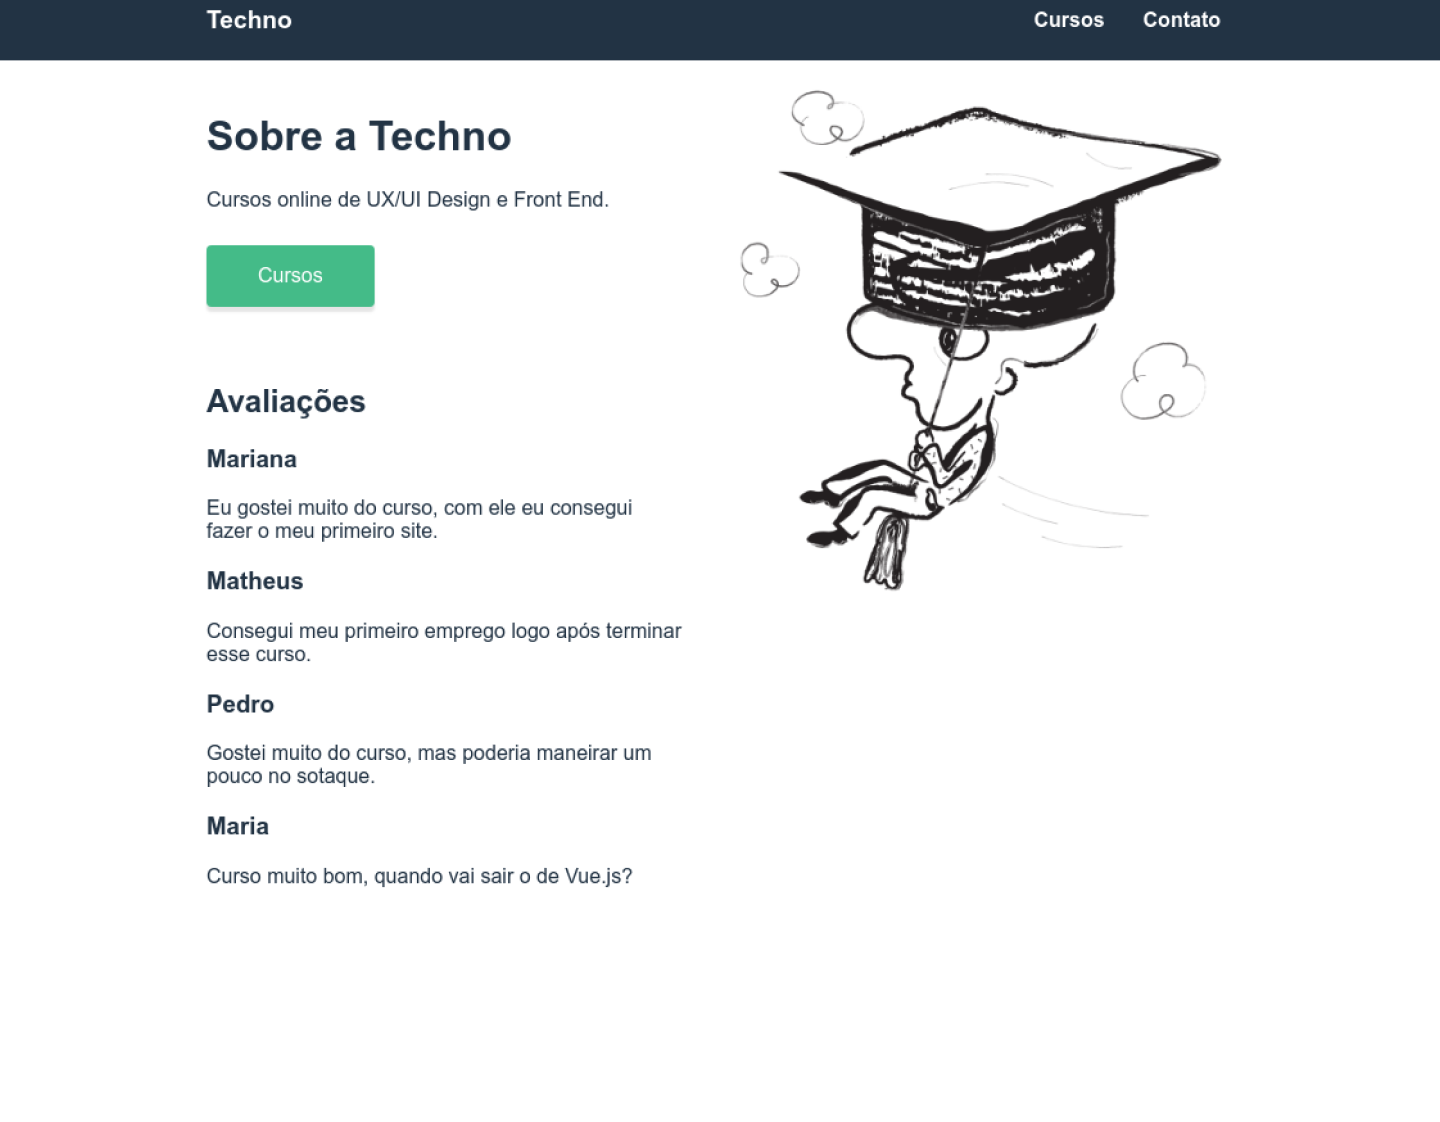 Techno
Cursos
Contato
Sobre a Techno
Cursos online de UX/UI Design e Front End.
Cursos
Avaliações
Mariana
Eu gostei muito do curso, com ele eu consegui
fazer o meu primeiro site.
Matheus
Consegui meu primeiro emprego logo após terminar
esse curso.
Pedro
Gostei muito do curso, mas poderia maneirar um
pouco no sotaque.
Maria
Curso muito bom, quando vai sair o de Vue.js?